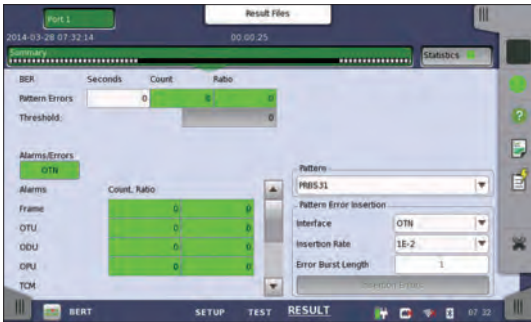 Port 1
Result Files
2014-03-28 07:32:14
00:00:25
Summary
Statistics
BER Seconds Count Ratio
Pattern Errors 0 0 0
Threshold: 0
Alarms/Errors
OTN
Alarms Count, Ratio
Frame 0 0
OTU 0 0
ODU 0 0
OPU 0 0
TCM
Pattern
PRBS31
Pattern Error Insertion
Interface OTN
Insertion Rate 1E-2
Error Burst Length 1
Insertion Errors
BERT SETUP TEST RESULT 07 32